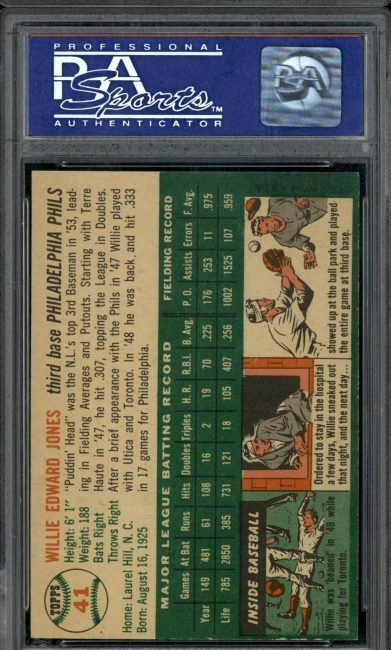 PROFESSIONAL
PSA
Sports™
AUTHENTICATOR
PSA
TOPPS
41
WILLIE EDWARD JONES third base PHILADELPHIA PHILS
Height: 6' 1" "Puddin' Head" was the N.L.'s top 3rd Baseman in '53, lead-
Weight: 188 ing in Fielding Averages and Putouts. Starting with Terre
Bats Right Haute in '47, he hit .307, topping the League in Doubles.
Throws Right After a brief appearance with the Phils in '47 Willie played
with Utica and Toronto. In '48 he was back, and hit .333
Home: Laurel Hill, N. C. in 17 games for Philadelphia.
Born: August 16, 1925
MAJOR LEAGUE BATTING RECORD FIELDING RECORD
Games At Bat Runs Hits Doubles Triples H. R. R.B.I. B. Avg. P. O. Assists Errors F. Avg.
Year 149 481 61 108 16 2 19 70 .225 176 253 11 .975
Life 785 2850 385 731 121 18 105 407 .256 1002 1525 107 .959
INSIDE BASEBALL
Willie was 'beaned' in '48 while
playing for Toronto.
Ordered to stay in the hospital
a few days, Willie sneaked out
that night, and the next day...
showed up at the ball park and played
the entire game at third base.